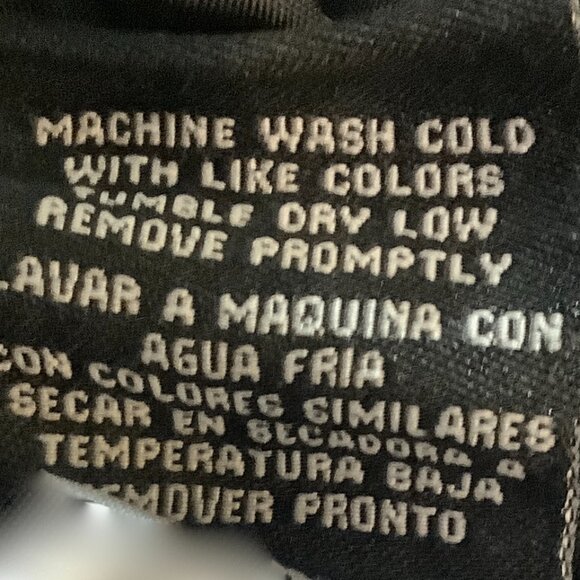 MACHINE WASH COLD
WITH LIKE COLORS
TUMBLE DRY LOW
REMOVE PROMPTLY
LAVAR A MAQUINA CON
AGUA FRIA
CON COLORES SIMILARES
SECAR EN SECADORA A
TEMPERATURA BAJA
REMOVER PRONTO